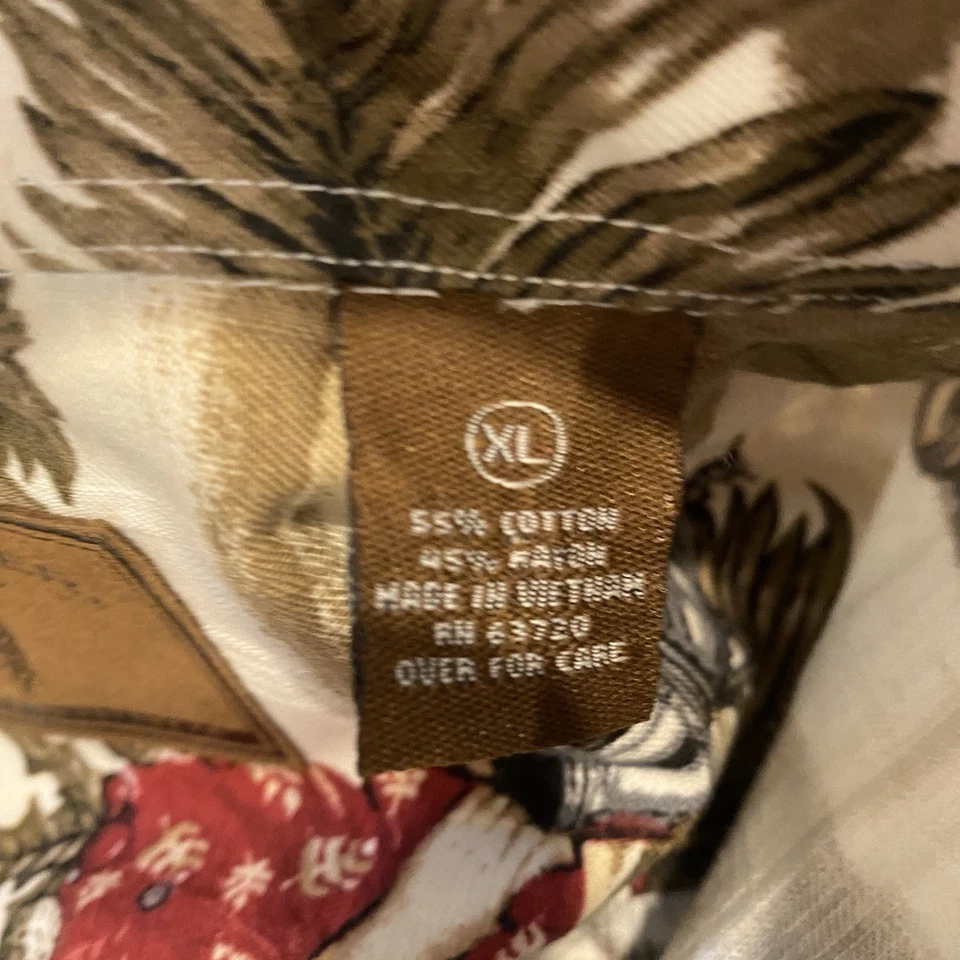 XL
55% COTTON
45% RAYON
MADE IN VIETNAM
RN 63720
OVER FOR CARE